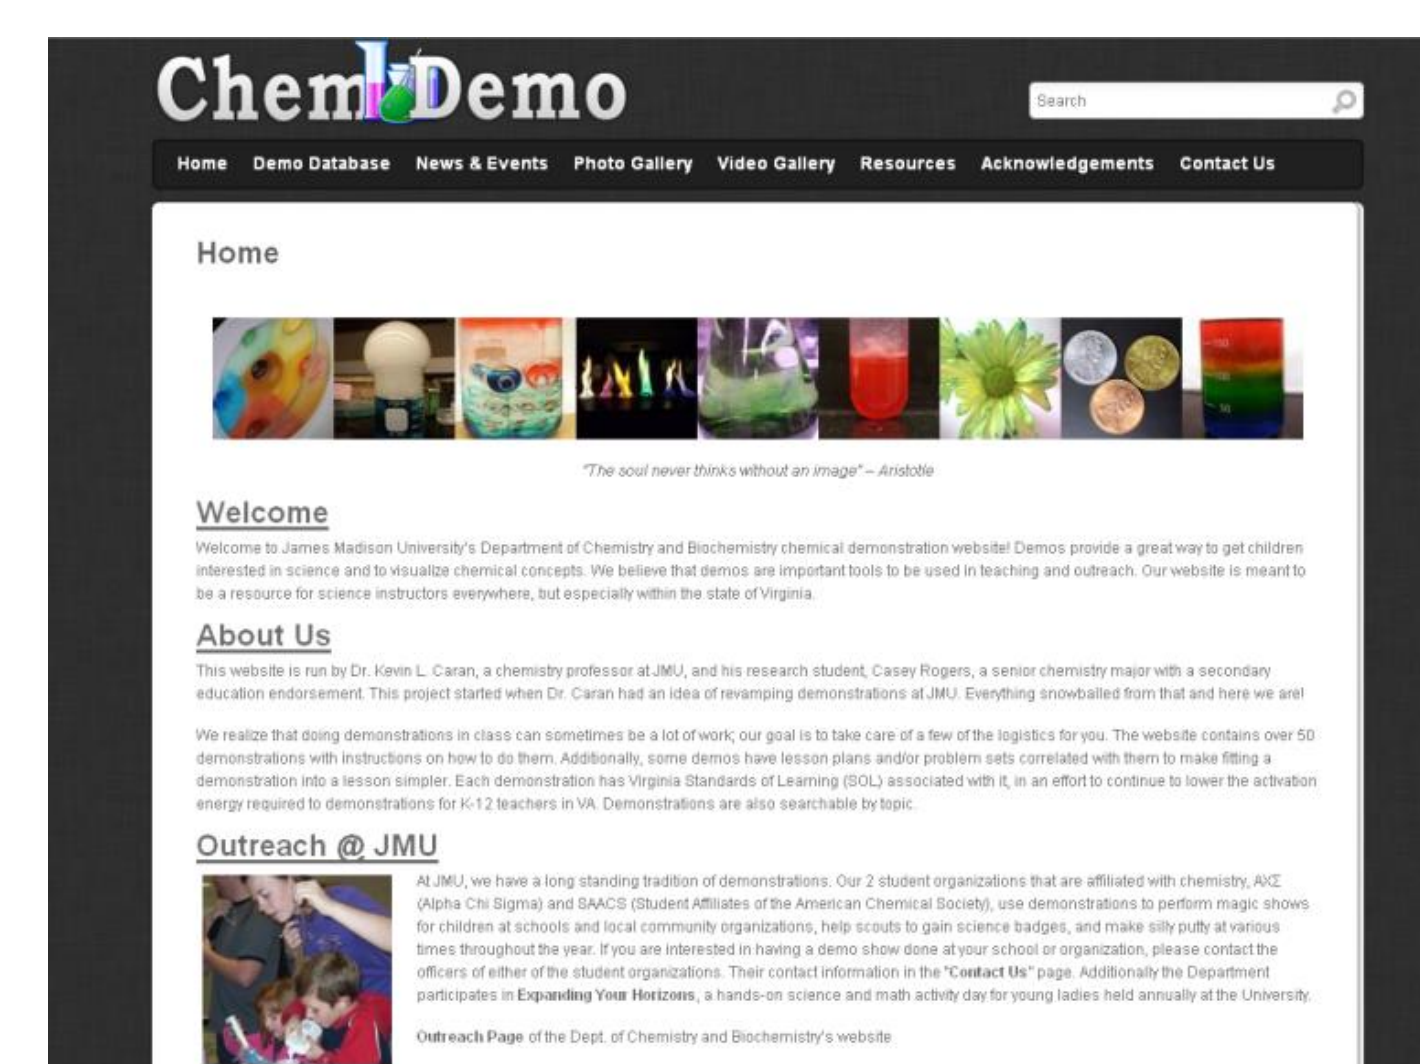 Chem Demo
Search
Home Demo Database News & Events Photo Gallery Video Gallery Resources Acknowledgements Contact Us
Home
"The soul never thinks without an image" – Aristotle
Welcome
Welcome to James Madison University's Department of Chemistry and Biochemistry chemical demonstration website! Demos provide a great way to get children
interested in science and to visualize chemical concepts. We believe that demos are important tools to be used in teaching and outreach. Our website is meant to
be a resource for science instructors everywhere, but especially within the state of Virginia.
About Us
This website is run by Dr. Kevin L. Caran, a chemistry professor at JMU, and his research student, Casey Rogers, a senior chemistry major with a secondary
education endorsement. This project started when Dr. Caran had an idea of revamping demonstrations at JMU. Everything snowballed from that and here we are!
We realize that doing demonstrations in class can sometimes be a lot of work; our goal is to take care of a few of the logistics for you. The website contains over 50
demonstrations with instructions on how to do them. Additionally, some demos have lesson plans and/or problem sets correlated with them to make fitting a
demonstration into a lesson simpler. Each demonstration has Virginia Standards of Learning (SOL) associated with it, in an effort to continue to lower the activation
energy required to demonstrations for K-12 teachers in VA. Demonstrations are also searchable by topic.
Outreach @ JMU
At JMU, we have a long standing tradition of demonstrations. Our 2 student organizations that are affiliated with chemistry, ΑΧΣ
(Alpha Chi Sigma) and SAACS (Student Affiliates of the American Chemical Society), use demonstrations to perform magic shows
for children at schools and local community organizations, help scouts to gain science badges, and make silly putty at various
times throughout the year. If you are interested in having a demo show done at your school or organization, please contact the
officers of either of the student organizations. Their contact information in the "Contact Us" page. Additionally the Department
participates in Expanding Your Horizons, a hands-on science and math activity day for young ladies held annually at the University.
Outreach Page of the Dept. of Chemistry and Biochemistry's website